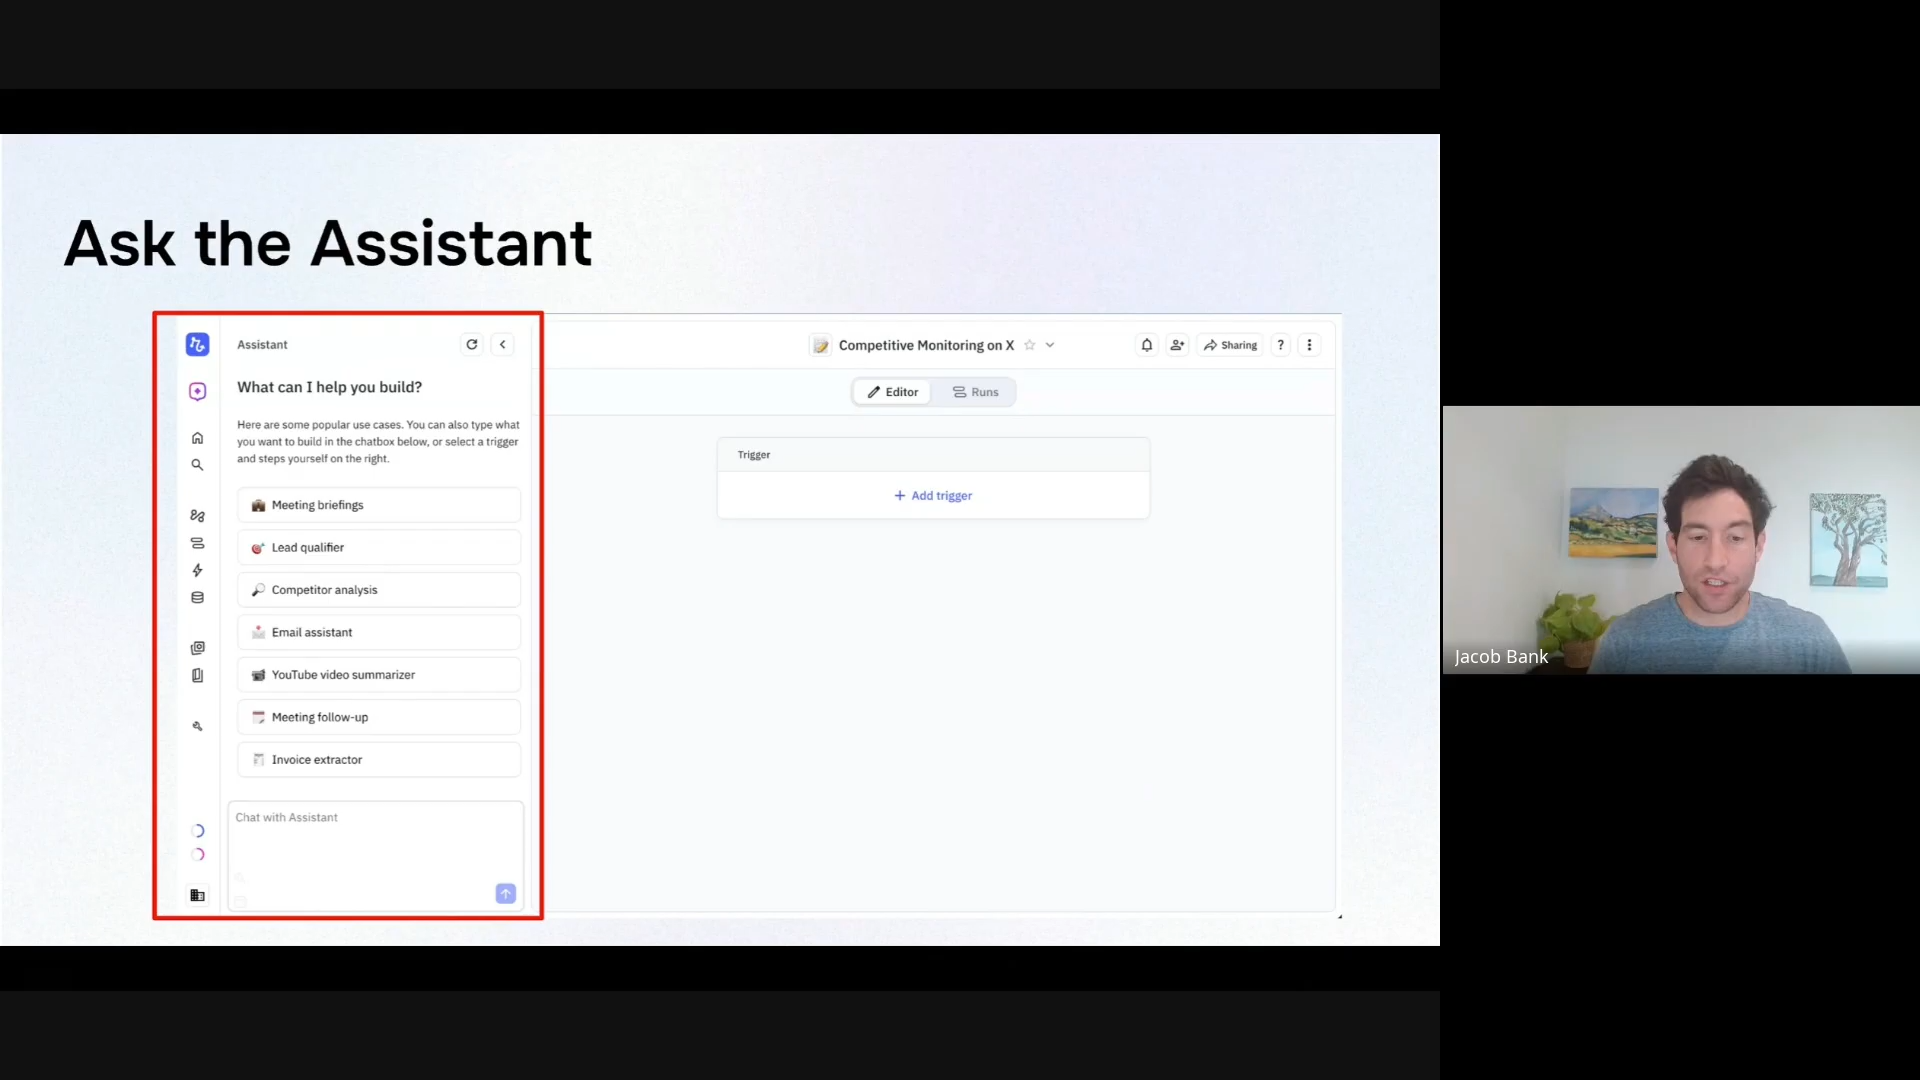 Ask the Assistant
Assistant
What can I help you build?
Here are some popular use cases. You can also type what
you want to build in the chatbox below, or select a trigger
and steps yourself on the right.
Meeting briefings
Lead qualifier
Competitor analysis
Email assistant
YouTube video summarizer
Meeting follow-up
Invoice extractor
Chat with Assistant
Competitive Monitoring on X
Sharing
?
Editor
Runs
Trigger
+ Add trigger
Jacob Bank